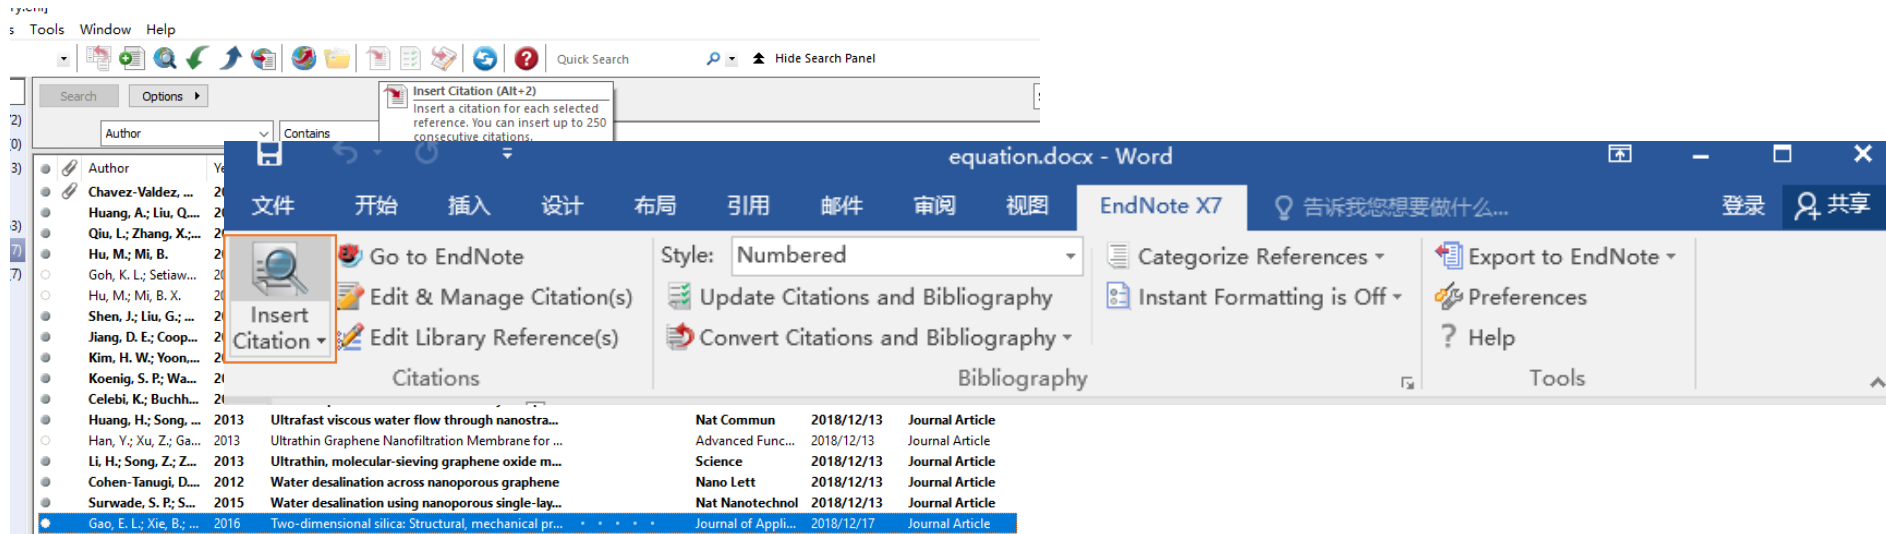 s Tools Window Help
Quick Search Hide Search Panel
Search Options
Insert Citation (Alt+2)
Insert a citation for each selected
reference. You can insert up to 250
consecutive citations.
Author Contains
equation.docx - Word
文件 开始 插入 设计 布局 引用 邮件 审阅 视图 EndNote X7 告诉我您想要做什么... 登录 共享
Insert
Citation
Go to EndNote
Edit & Manage Citation(s)
Edit Library Reference(s)
Citations
Style: Numbered
Update Citations and Bibliography
Convert Citations and Bibliography
Categorize References
Instant Formatting is Off
Bibliography
Export to EndNote
Preferences
? Help
Tools
Author
Chavez-Valdez, ...
Huang, A.; Liu, Q....
Qiu, L.; Zhang, X.;...
Hu, M.; Mi, B.
Goh, K. L.; Setiaw...
Hu, M.; Mi, B. X.
Shen, J.; Liu, G.; ...
Jiang, D. E.; Coop...
Kim, H. W.; Yoon,...
Koenig, S. P.; Wa...
Celebi, K.; Buchh...
Huang, H.; Song, ... 2013 Ultrafast viscous water flow through nanostra... Nat Commun 2018/12/13 Journal Article
Han, Y.; Xu, Z.; Ga... 2013 Ultrathin Graphene Nanofiltration Membrane for ... Advanced Func... 2018/12/13 Journal Article
Li, H.; Song, Z.; Z... 2013 Ultrathin, molecular-sieving graphene oxide m... Science 2018/12/13 Journal Article
Cohen-Tanugi, D.... 2012 Water desalination across nanoporous graphene Nano Lett 2018/12/13 Journal Article
Surwade, S. P.; S... 2015 Water desalination using nanoporous single-lay... Nat Nanotechnol 2018/12/13 Journal Article
Gao, E. L.; Xie, B.; ... 2016 Two-dimensional silica: Structural, mechanical pr... Journal of Appli... 2018/12/17 Journal Article